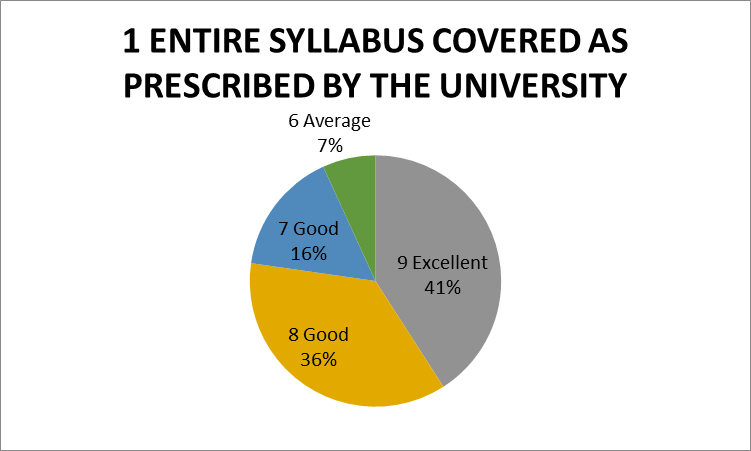 1 ENTIRE SYLLABUS COVERED AS
PRESCRIBED BY THE UNIVERSITY
6 Average
7%
7 Good
16%
9 Excellent
41%
8 Good
36%